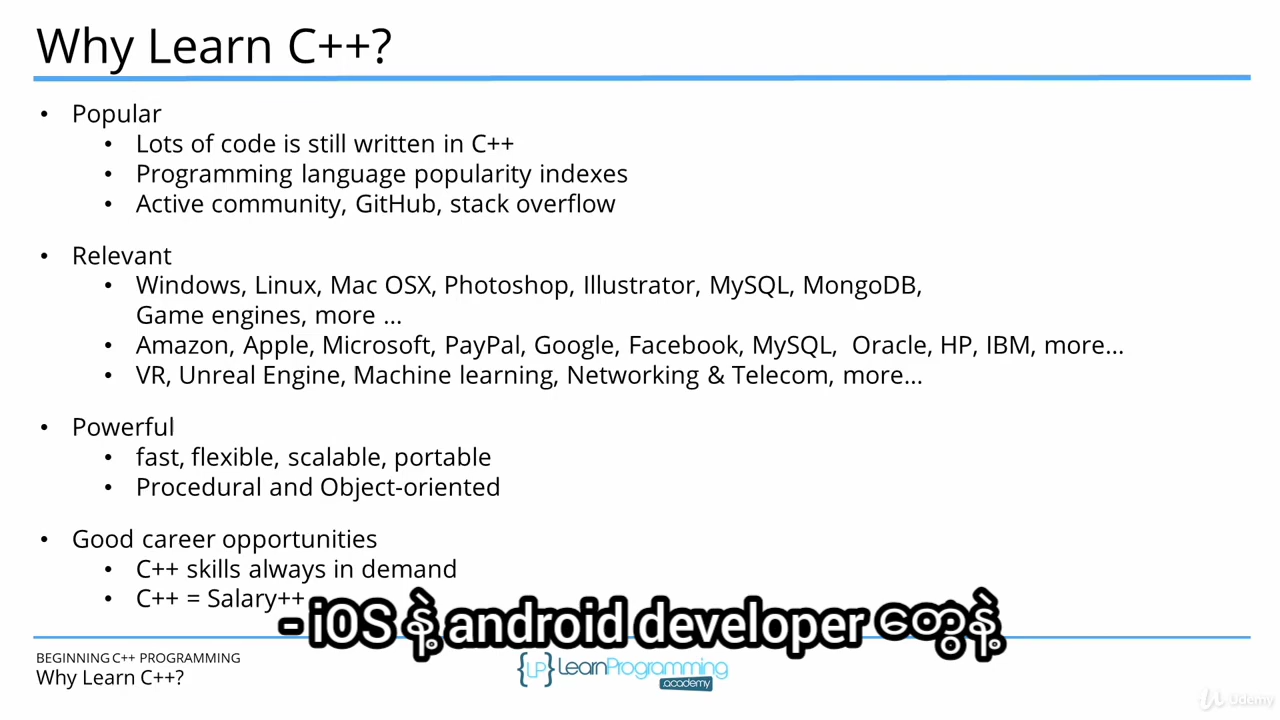 Why Learn C++?
• Popular
• Lots of code is still written in C++
• Programming language popularity indexes
• Active community, GitHub, stack overflow
• Relevant
• Windows, Linux, Mac OSX, Photoshop, Illustrator, MySQL, MongoDB,
Game engines, more ...
• Amazon, Apple, Microsoft, PayPal, Google, Facebook, MySQL, Oracle, HP, IBM, more...
• VR, Unreal Engine, Machine learning, Networking & Telecom, more...
• Powerful
• fast, flexible, scalable, portable
• Procedural and Object-oriented
• Good career opportunities
• C++ skills always in demand
• C++ = Salary++
- iOS နဲ့ android developer တွေနဲ့
BEGINNING C++ PROGRAMMING
Why Learn C++?
{LP} LearnProgramming
.academy
Udemy